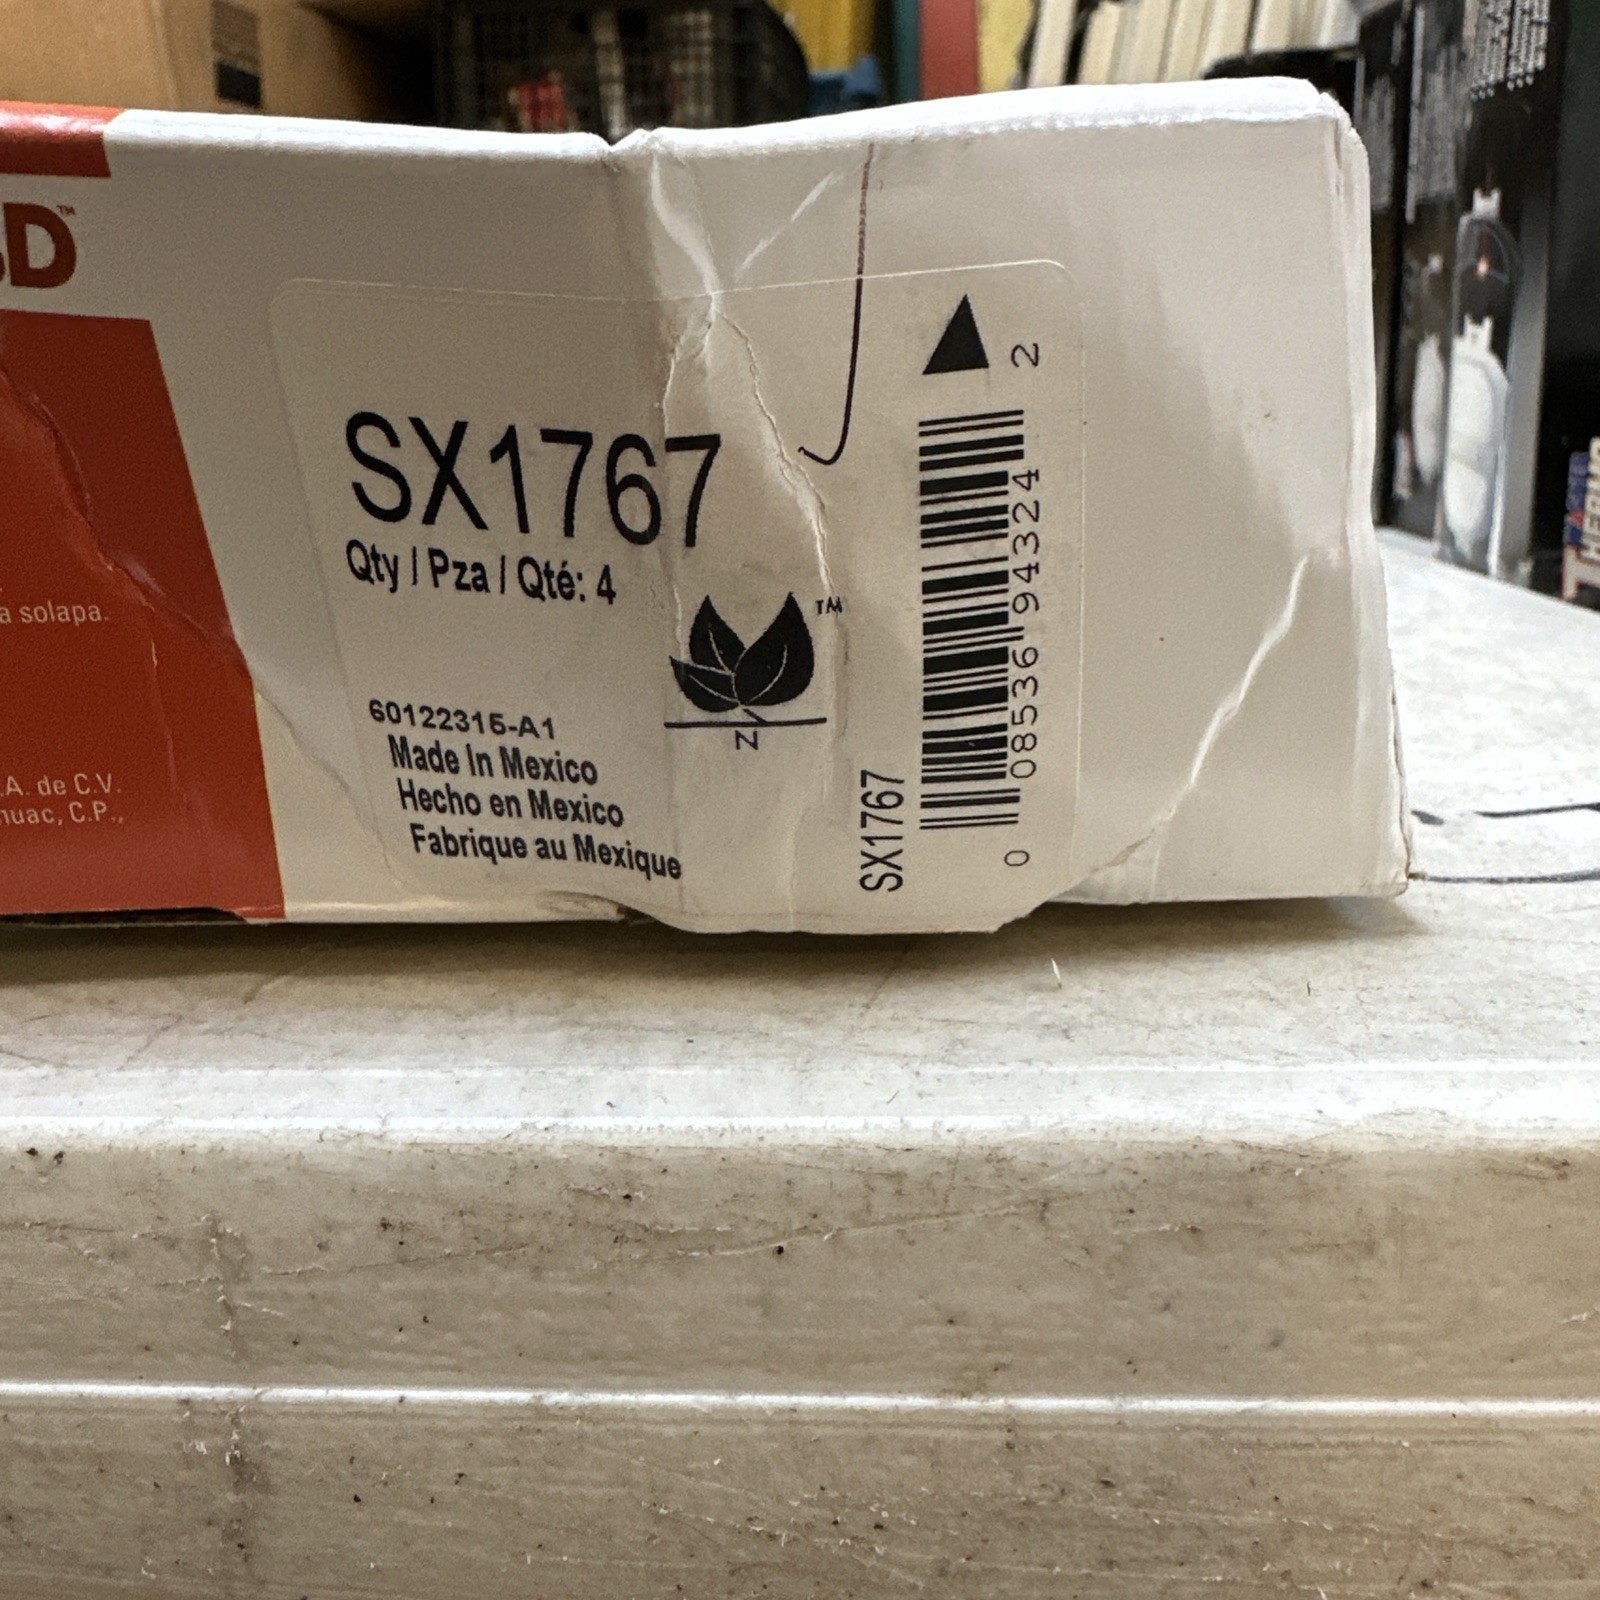 D™
a solapa.
.A. de C.V.
huac, C.P.,
SX1767
Qty / Pza / Qté: 4
™
N
60122315-A1
Made In Mexico
Hecho en Mexico
Fabrique au Mexique
SX1767
0 08536 94324 2